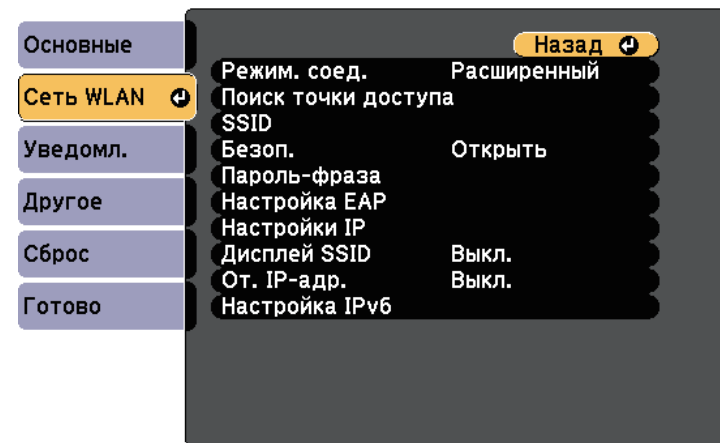 Основные
Сеть WLAN
Уведомл.
Другое
Сброс
Готово
Назад
Режим. соед. Расширенный
Поиск точки доступа
SSID
Безоп. Открыть
Пароль-фраза
Настройка EAP
Настройки IP
Дисплей SSID Выкл.
От. IP-адр. Выкл.
Настройка IPv6